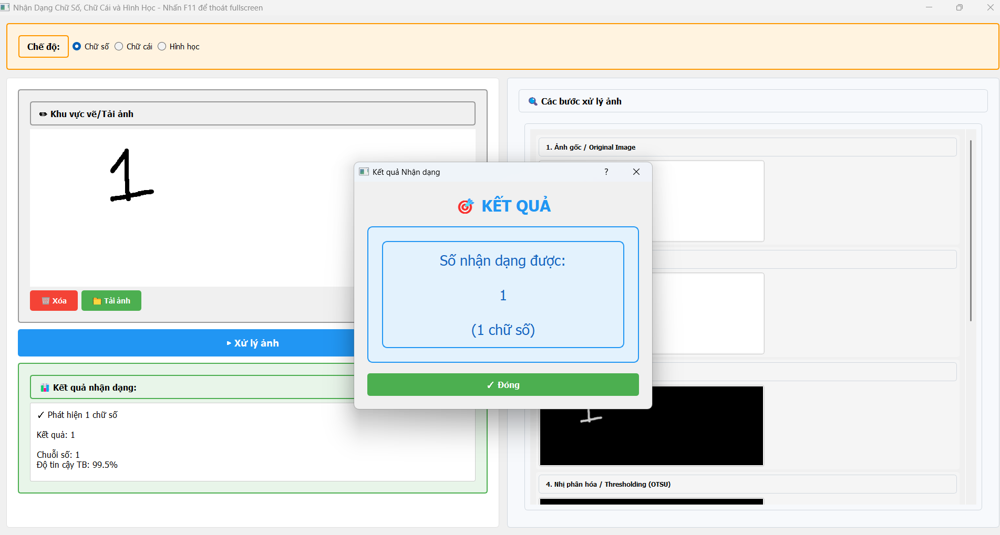 Nhận Dạng Chữ Số, Chữ Cái và Hình Học - Nhấn F11 để thoát fullscreen
Chế độ:
Chữ số
Chữ cái
Hình học
✏ Khu vực vẽ/Tải ảnh
1
🗑 Xóa
📁 Tải ảnh
▶ Xử lý ảnh
📊 Kết quả nhận dạng:
✓ Phát hiện 1 chữ số
Kết quả: 1
Chuỗi số: 1
Độ tin cậy TB: 99.5%
Kết quả Nhận dạng
?
🎯 KẾT QUẢ
Số nhận dạng được:
1
(1 chữ số)
✓ Đóng
🔍 Các bước xử lý ảnh
1. Ảnh gốc / Original Image
4. Nhị phân hóa / Thresholding (OTSU)